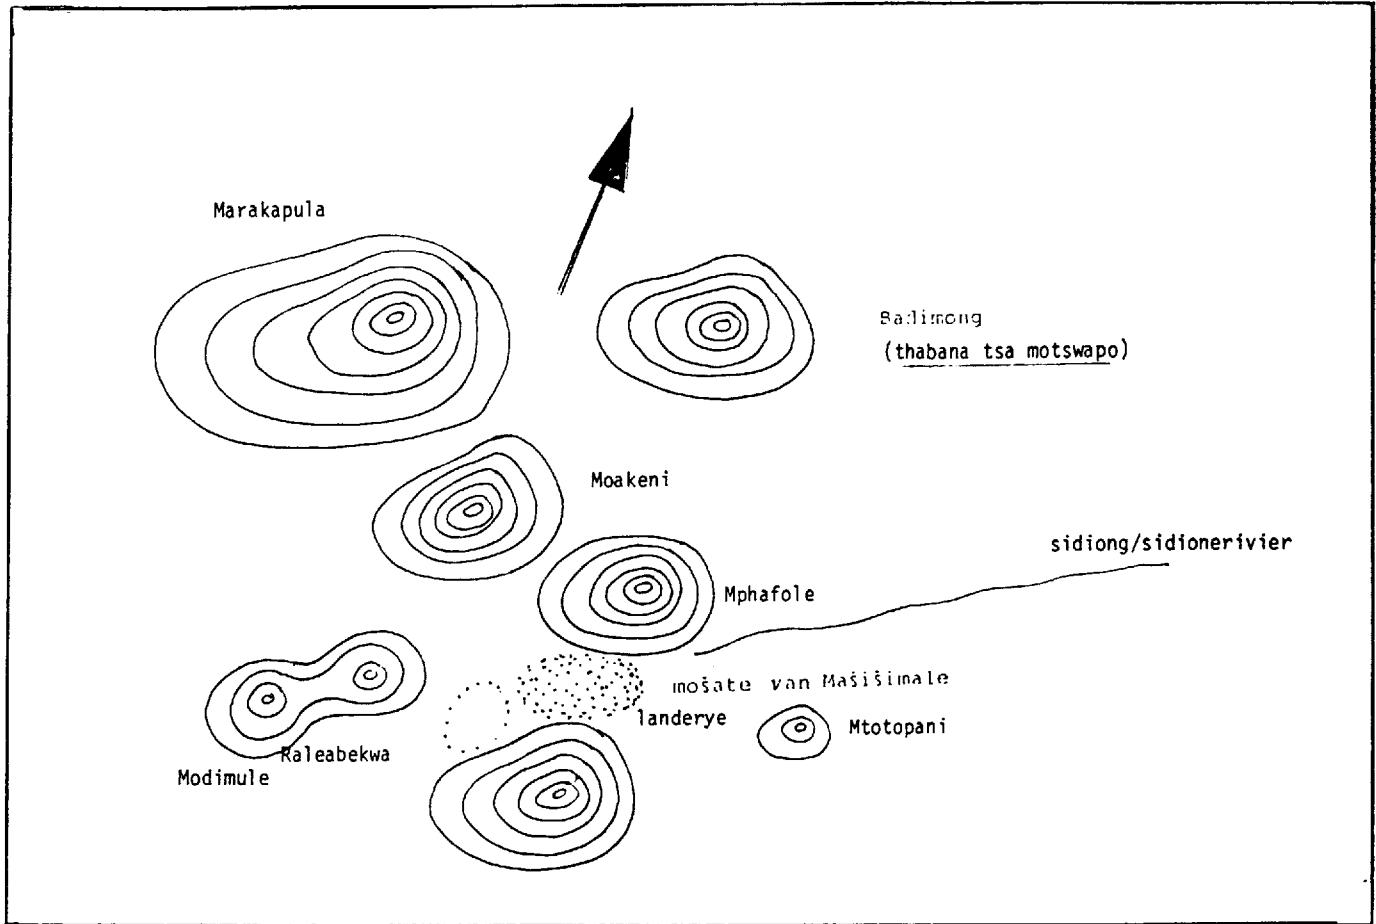 Marakapula
Badimong
(thabana tsa motswapo)
Moakeni
sidiong/sidionerivier
Mphafole
mošate van Mašišimale
landerye
Mtotopani
Raleabekwa
Modimule